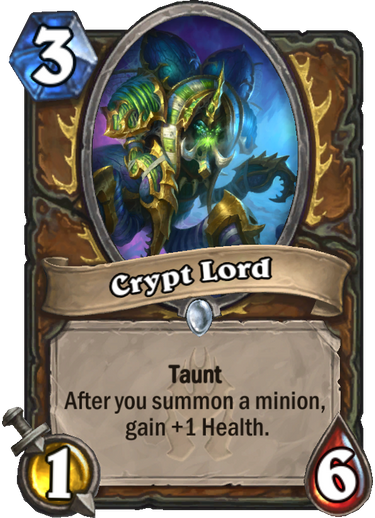 3
Crypt Lord
Taunt
After you summon a minion,
gain +1 Health.
1
6